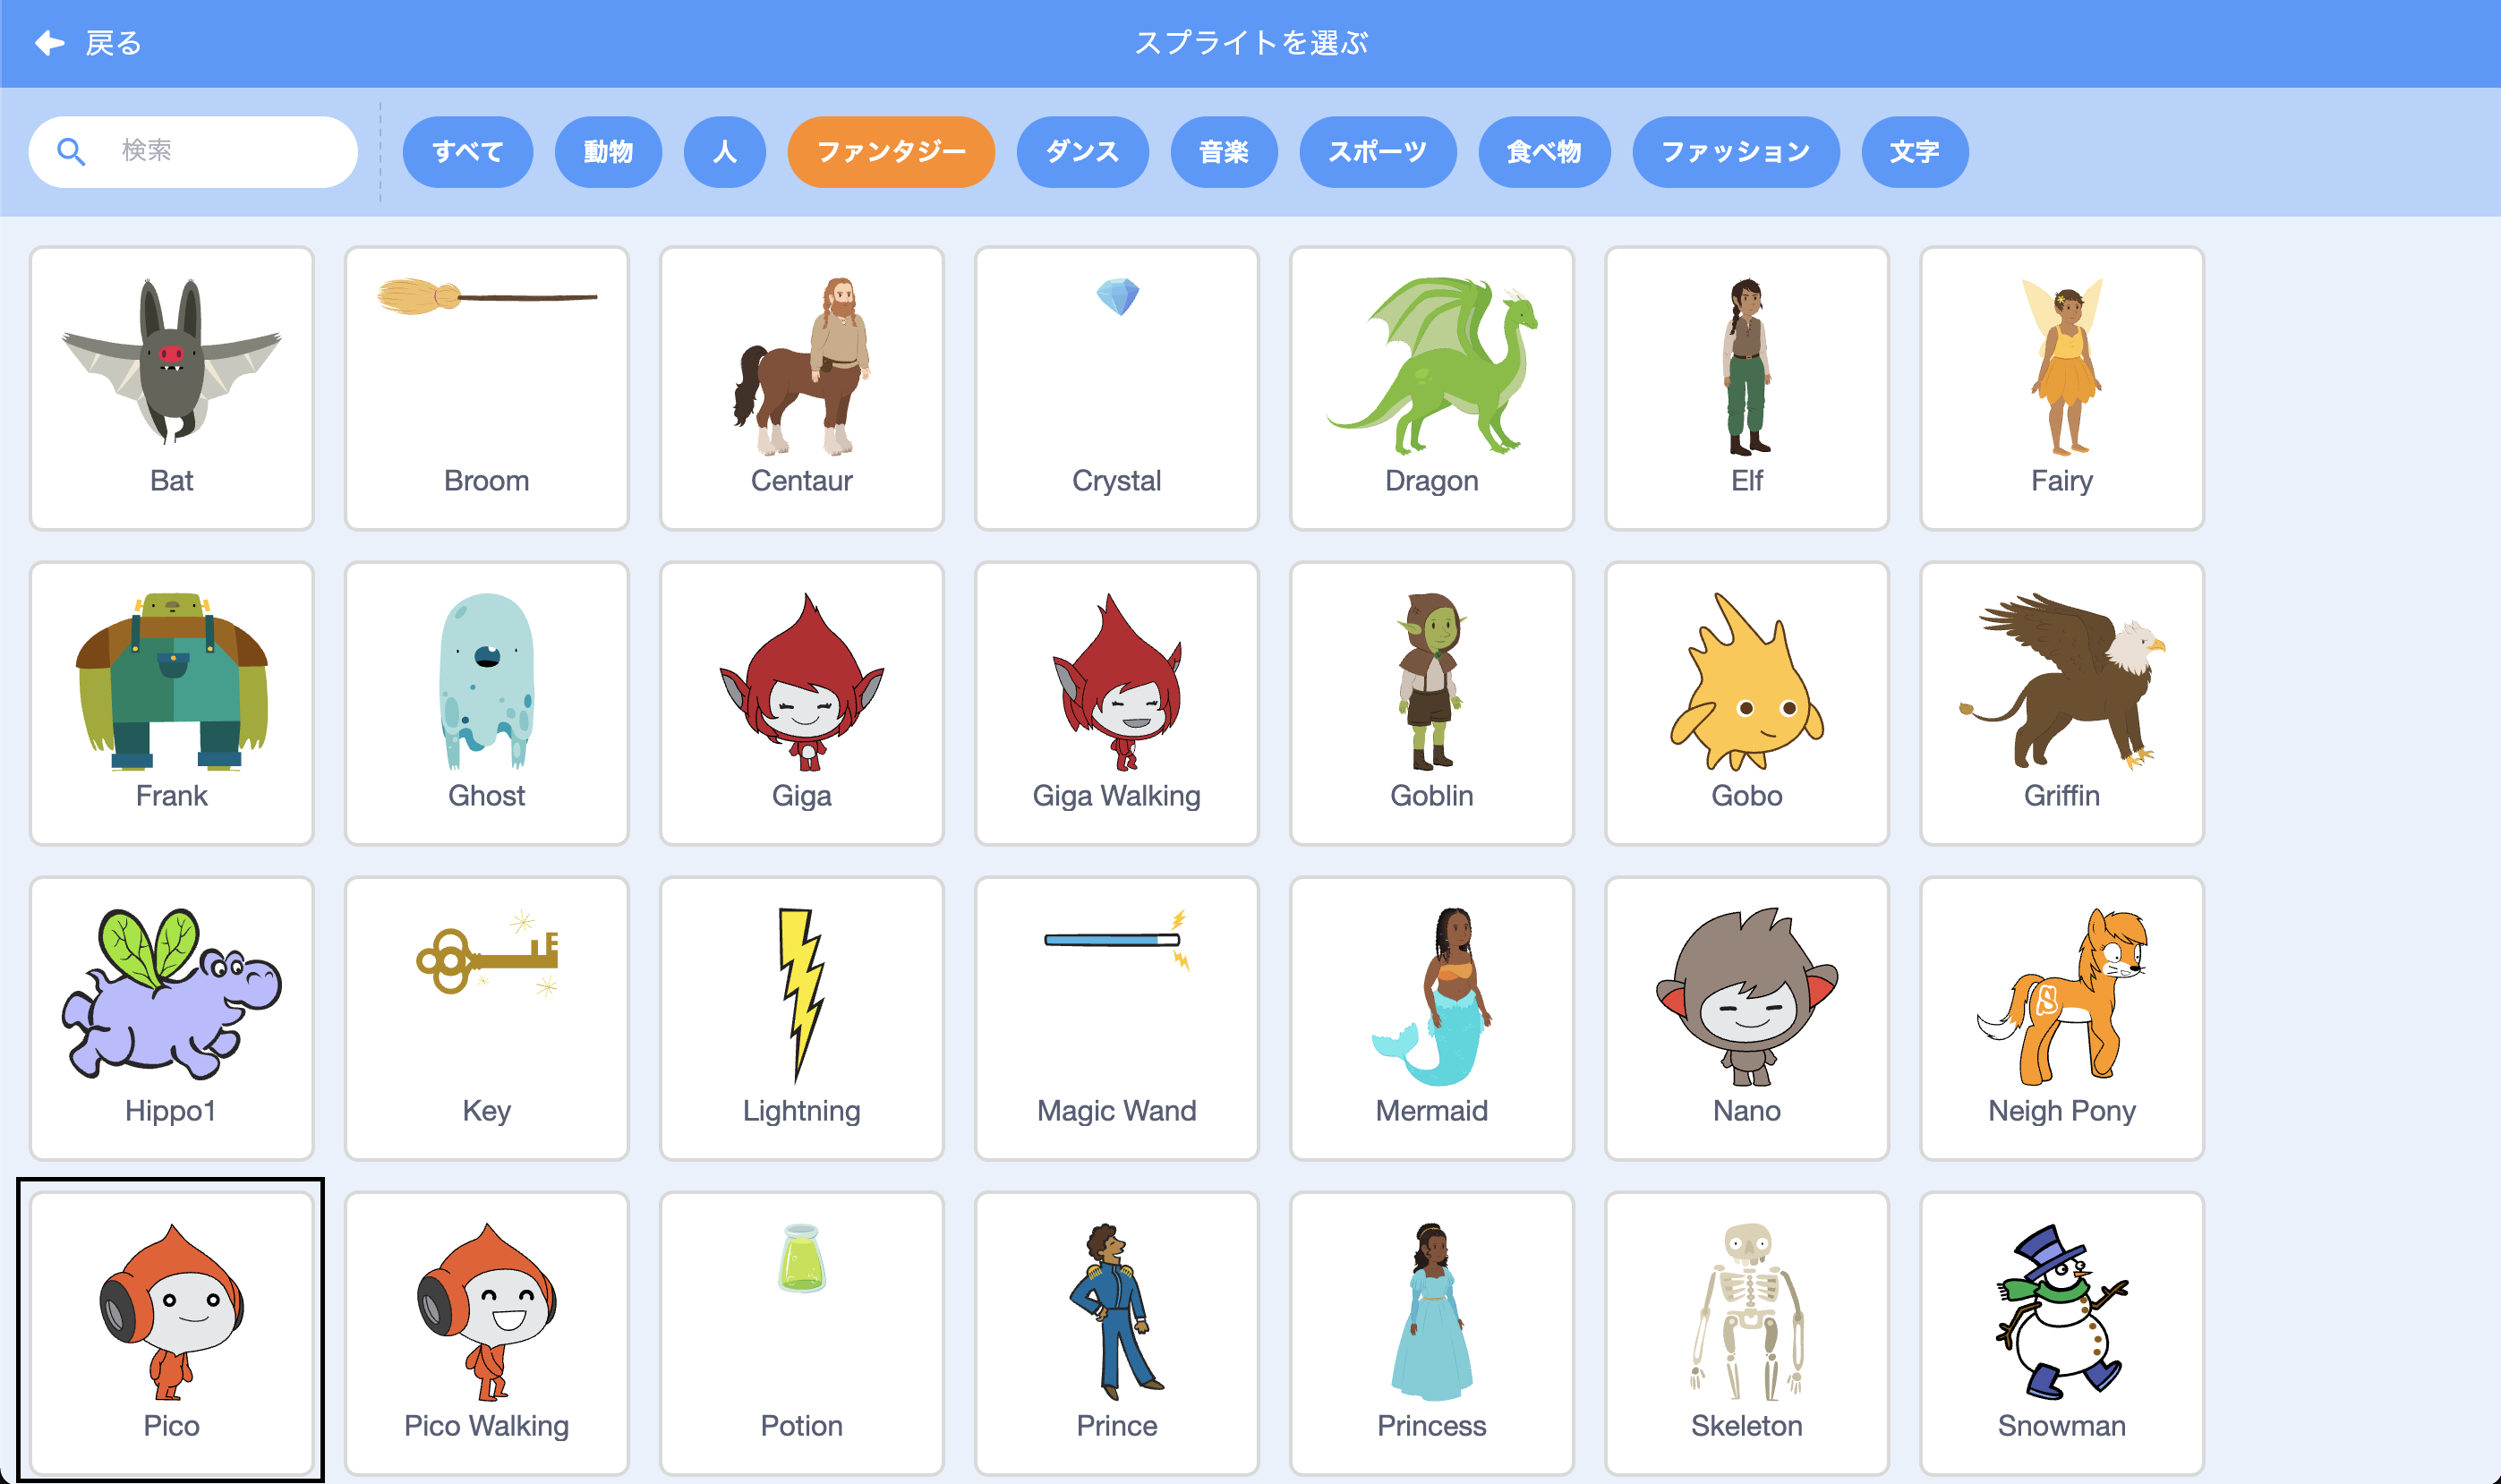 戻る
スプライトを選ぶ
検索
すべて
動物
人
ファンタジー
ダンス
音楽
スポーツ
食べ物
ファッション
文字
Bat
Broom
Centaur
Crystal
Dragon
Elf
Fairy
Frank
Ghost
Giga
Giga Walking
Goblin
Gobo
Griffin
Hippo1
Key
Lightning
Magic Wand
Mermaid
Nano
S
Neigh Pony
Pico
Pico Walking
Potion
Prince
Princess
Skeleton
Snowman